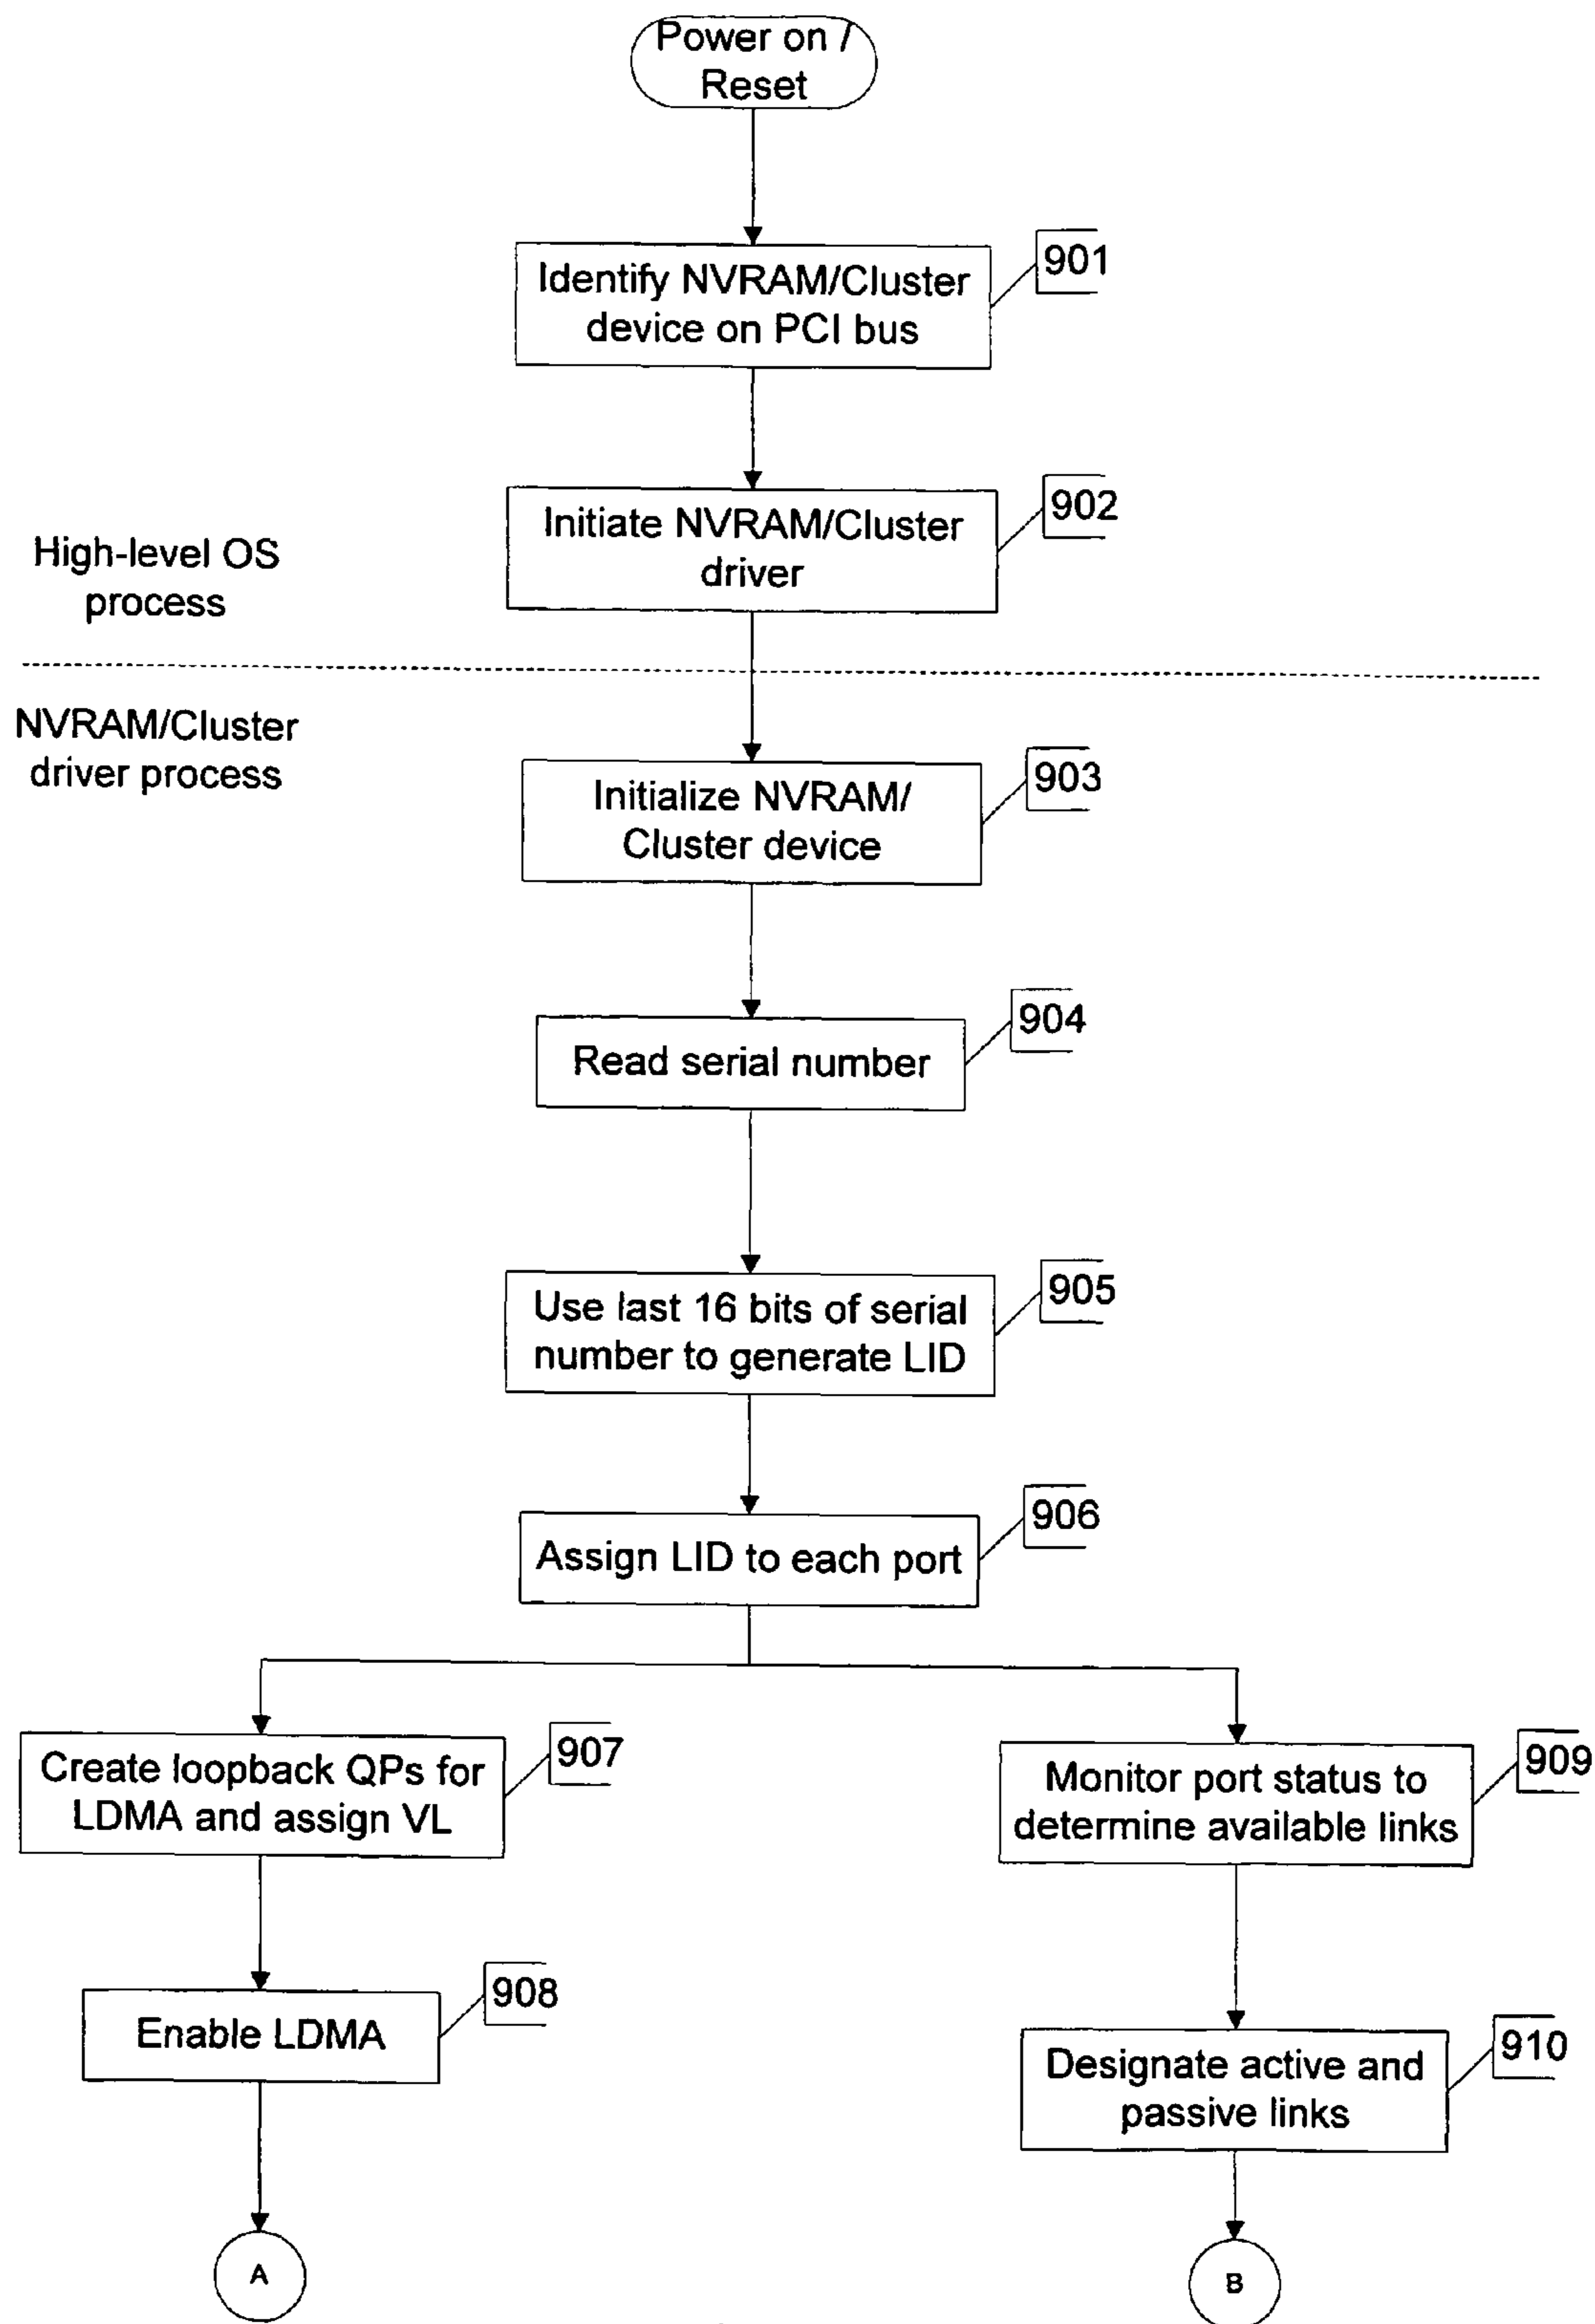 Power on /
Reset
Identify NVRAM/Cluster
device on PCI bus
901
Initiate NVRAM/Cluster
driver
902
High-level OS
process
NVRAM/Cluster
driver process
Initialize NVRAM/
Cluster device
903
Read serial number
904
Use last 16 bits of serial
number to generate LID
905
Assign LID to each port
906
Create loopback QPs for
LDMA and assign VL
907
Monitor port status to
determine available links
909
Enable LDMA
908
Designate active and
passive links
910
A
B